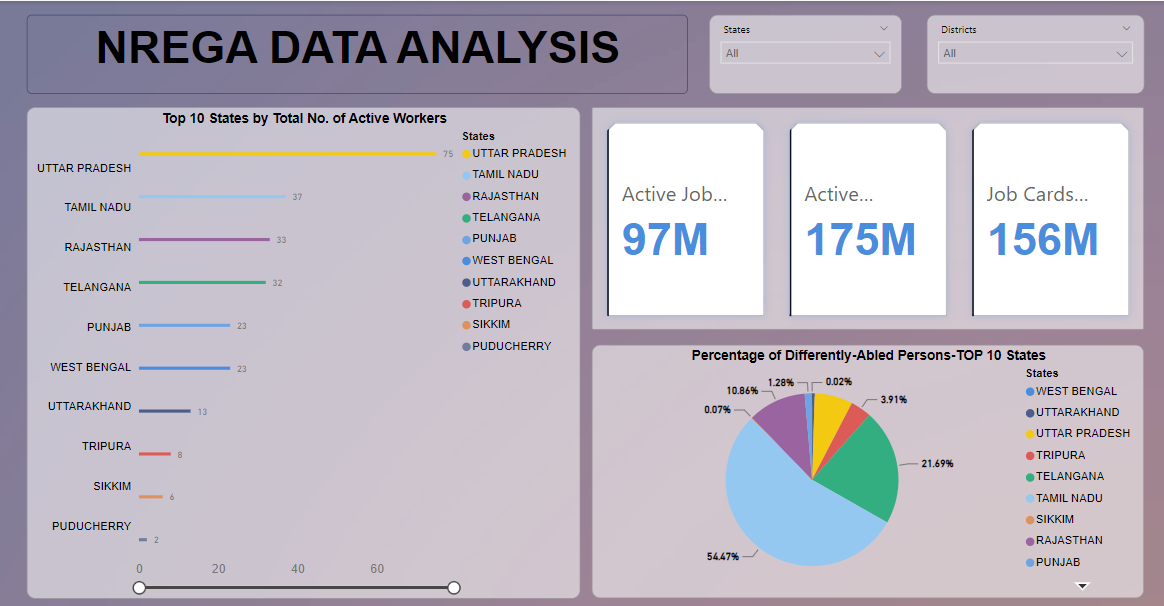 NREGA DATA ANALYSIS
States
All
Districts
All
Top 10 States by Total No. of Active Workers
UTTAR PRADESH
TAMIL NADU
RAJASTHAN
TELANGANA
PUNJAB
WEST BENGAL
UTTARAKHAND
TRIPURA
SIKKIM
PUDUCHERRY
75
37
33
32
23
23
13
8
6
2
0 20 40 60
States
UTTAR PRADESH
TAMIL NADU
RAJASTHAN
TELANGANA
PUNJAB
WEST BENGAL
UTTARAKHAND
TRIPURA
SIKKIM
PUDUCHERRY
Active Job...
97M
Active...
175M
Job Cards...
156M
Percentage of Differently-Abled Persons-TOP 10 States
1.28% 0.02%
10.86%
3.91%
0.07%
21.69%
54.47%
States
WEST BENGAL
UTTARAKHAND
UTTAR PRADESH
TRIPURA
TELANGANA
TAMIL NADU
SIKKIM
RAJASTHAN
PUNJAB